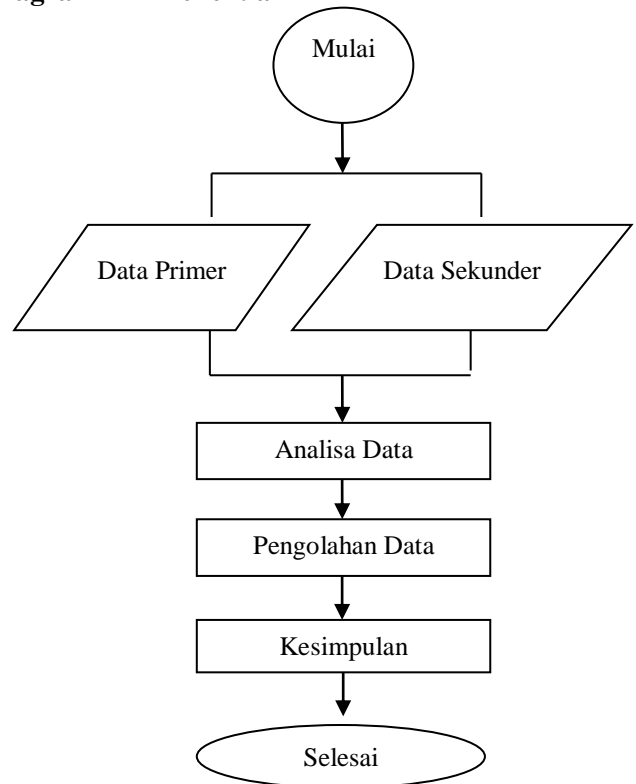 Mulai
Data Primer
Data Sekunder
Analisa Data
Pengolahan Data
Kesimpulan
Selesai